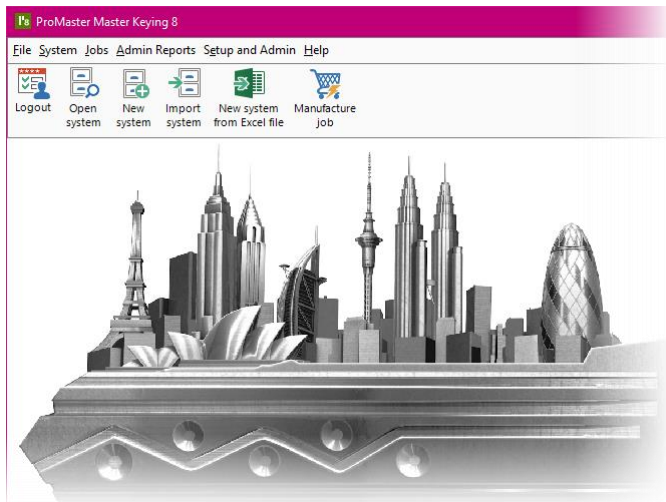 P8 ProMaster Master Keying 8
File System Jobs Admin Reports Setup and Admin Help
Logout Open system New system Import system New system from Excel file Manufacture job